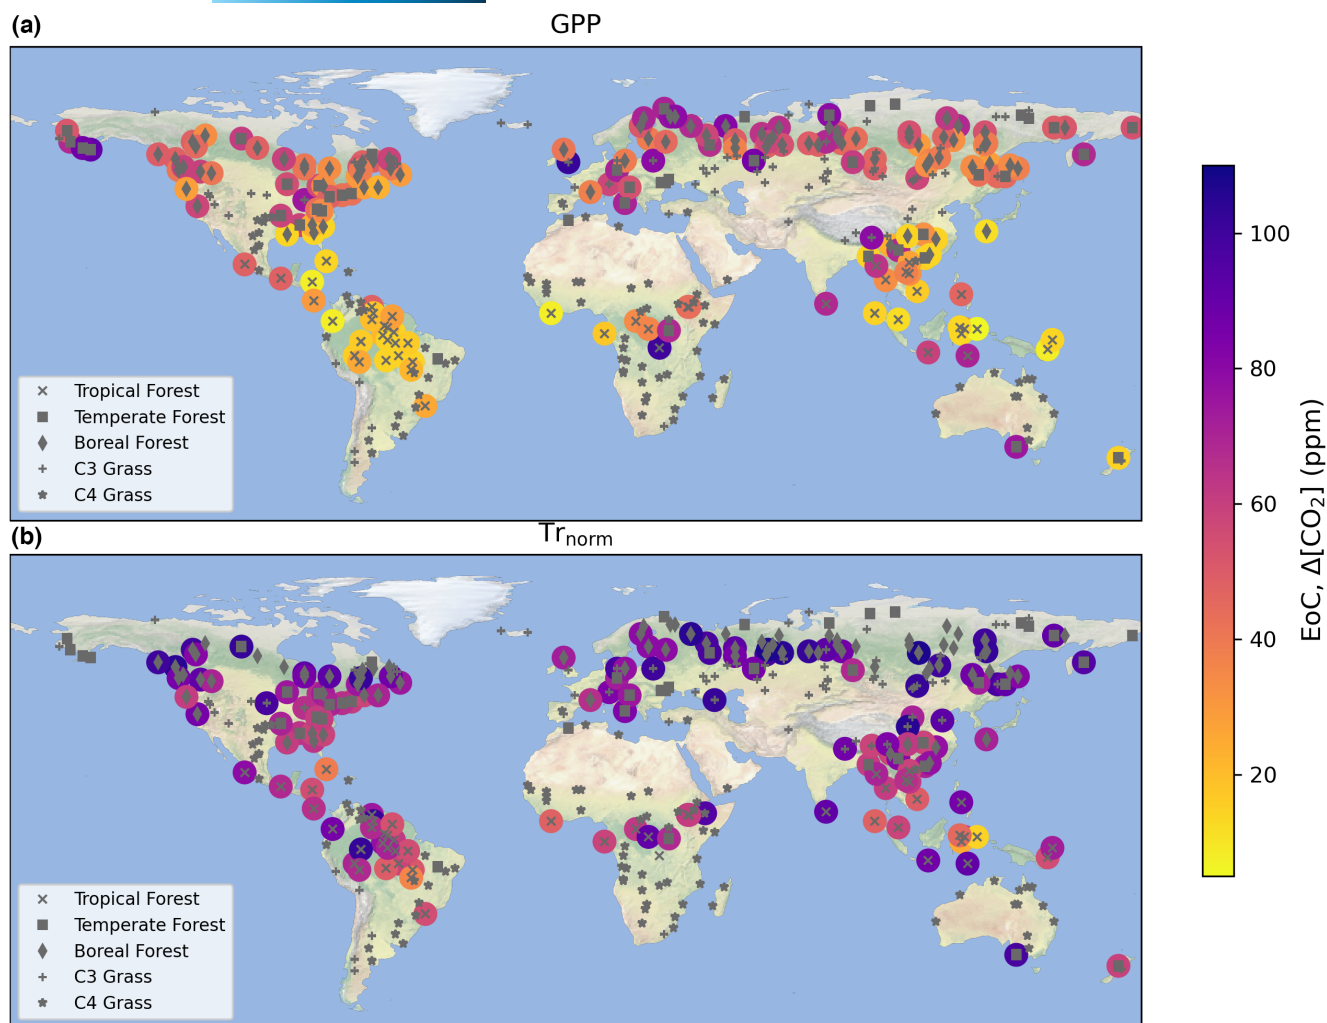 (a)
GPP
Tropical Forest
Temperate Forest
Boreal Forest
C3 Grass
C4 Grass
(b)
Tr_norm
Tropical Forest
Temperate Forest
Boreal Forest
C3 Grass
C4 Grass
100
80
60
40
20
EoC, Δ[CO₂] (ppm)